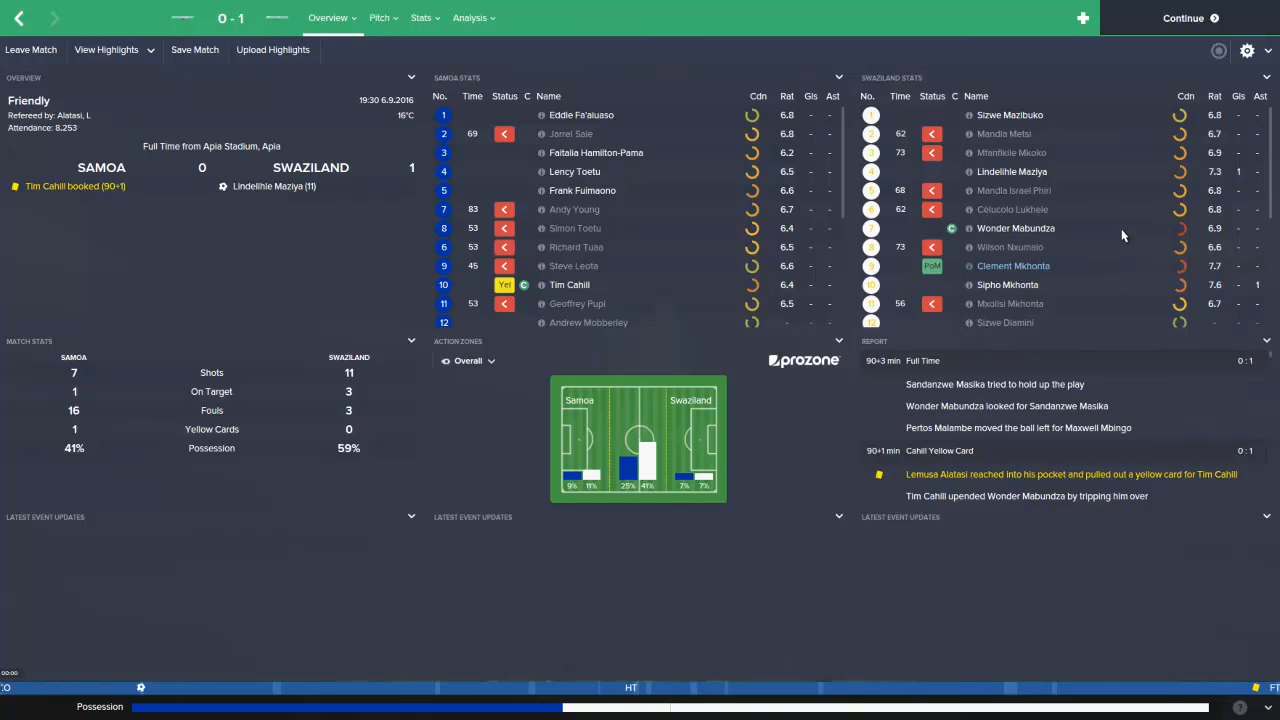 0 - 1 Overview Pitch Stats Analysis Continue
Leave Match View Highlights Save Match Upload Highlights
OVERVIEW
Friendly 19:30 6.9.2016
Refereed by: Alatasi, L 16°C
Attendance: 8,253
Full Time from Apia Stadium, Apia
SAMOA 0 SWAZILAND 1
Tim Cahill booked (90+1) Lindelihle Maziya (11)
SAMOA STATS
No. Time Status C Name Cdn Rat Gls Ast
1 Eddie Fa'aluaso 6.8 - -
2 69 Jarrel Sale 6.8 - -
3 Faitalia Hamilton-Pama 6.2 - -
4 Lency Toetu 6.5 - -
5 Frank Fuimaono 6.6 - -
7 83 Andy Young 6.7 - -
8 53 Simon Toetu 6.4 - -
6 53 Richard Tuaa 6.5 - -
9 45 Steve Leota 6.6 - -
10 Yel C Tim Cahill 6.4 - -
11 53 Geoffrey Pupi 6.5 - -
12 Andrew Mobberley - - -
SWAZILAND STATS
No. Time Status C Name Cdn Rat Gls Ast
1 Sizwe Mazibuko 6.8 - -
2 62 Mandla Metsi 6.7 - -
3 73 Mfanfikile Mkoko 6.9 - -
4 Lindelihle Maziya 7.3 1 -
5 68 Mandla Israel Phiri 6.8 - -
6 62 Celucolo Lukhele 6.8 - -
7 C Wonder Mabundza 6.9 - -
8 73 Wilson Nxumalo 6.6 - -
9 PoM Clement Mkhonta 7.7 - -
10 Sipho Mkhonta 7.6 - 1
11 56 Mxolisi Mkhonta 6.7 - -
12 Sizwe Dlamini - - -
MATCH STATS
SAMOA SWAZILAND
7 Shots 11
1 On Target 3
16 Fouls 3
1 Yellow Cards 0
41% Possession 59%
ACTION ZONES
Overall prozone
Samoa Swaziland
9% 11% 25% 41% 7% 7%
REPORT
90+3 min Full Time 0 : 1
Sandanzwe Masika tried to hold up the play
Wonder Mabundza looked for Sandanzwe Masika
Pertos Malambe moved the ball left for Maxwell Mbingo
90+1 min Cahill Yellow Card 0 : 1
Lemusa Alatasi reached into his pocket and pulled out a yellow card for Tim Cahill
Tim Cahill upended Wonder Mabundza by tripping him over
LATEST EVENT UPDATES LATEST EVENT UPDATES LATEST EVENT UPDATES
00:00
HT FT
Possession